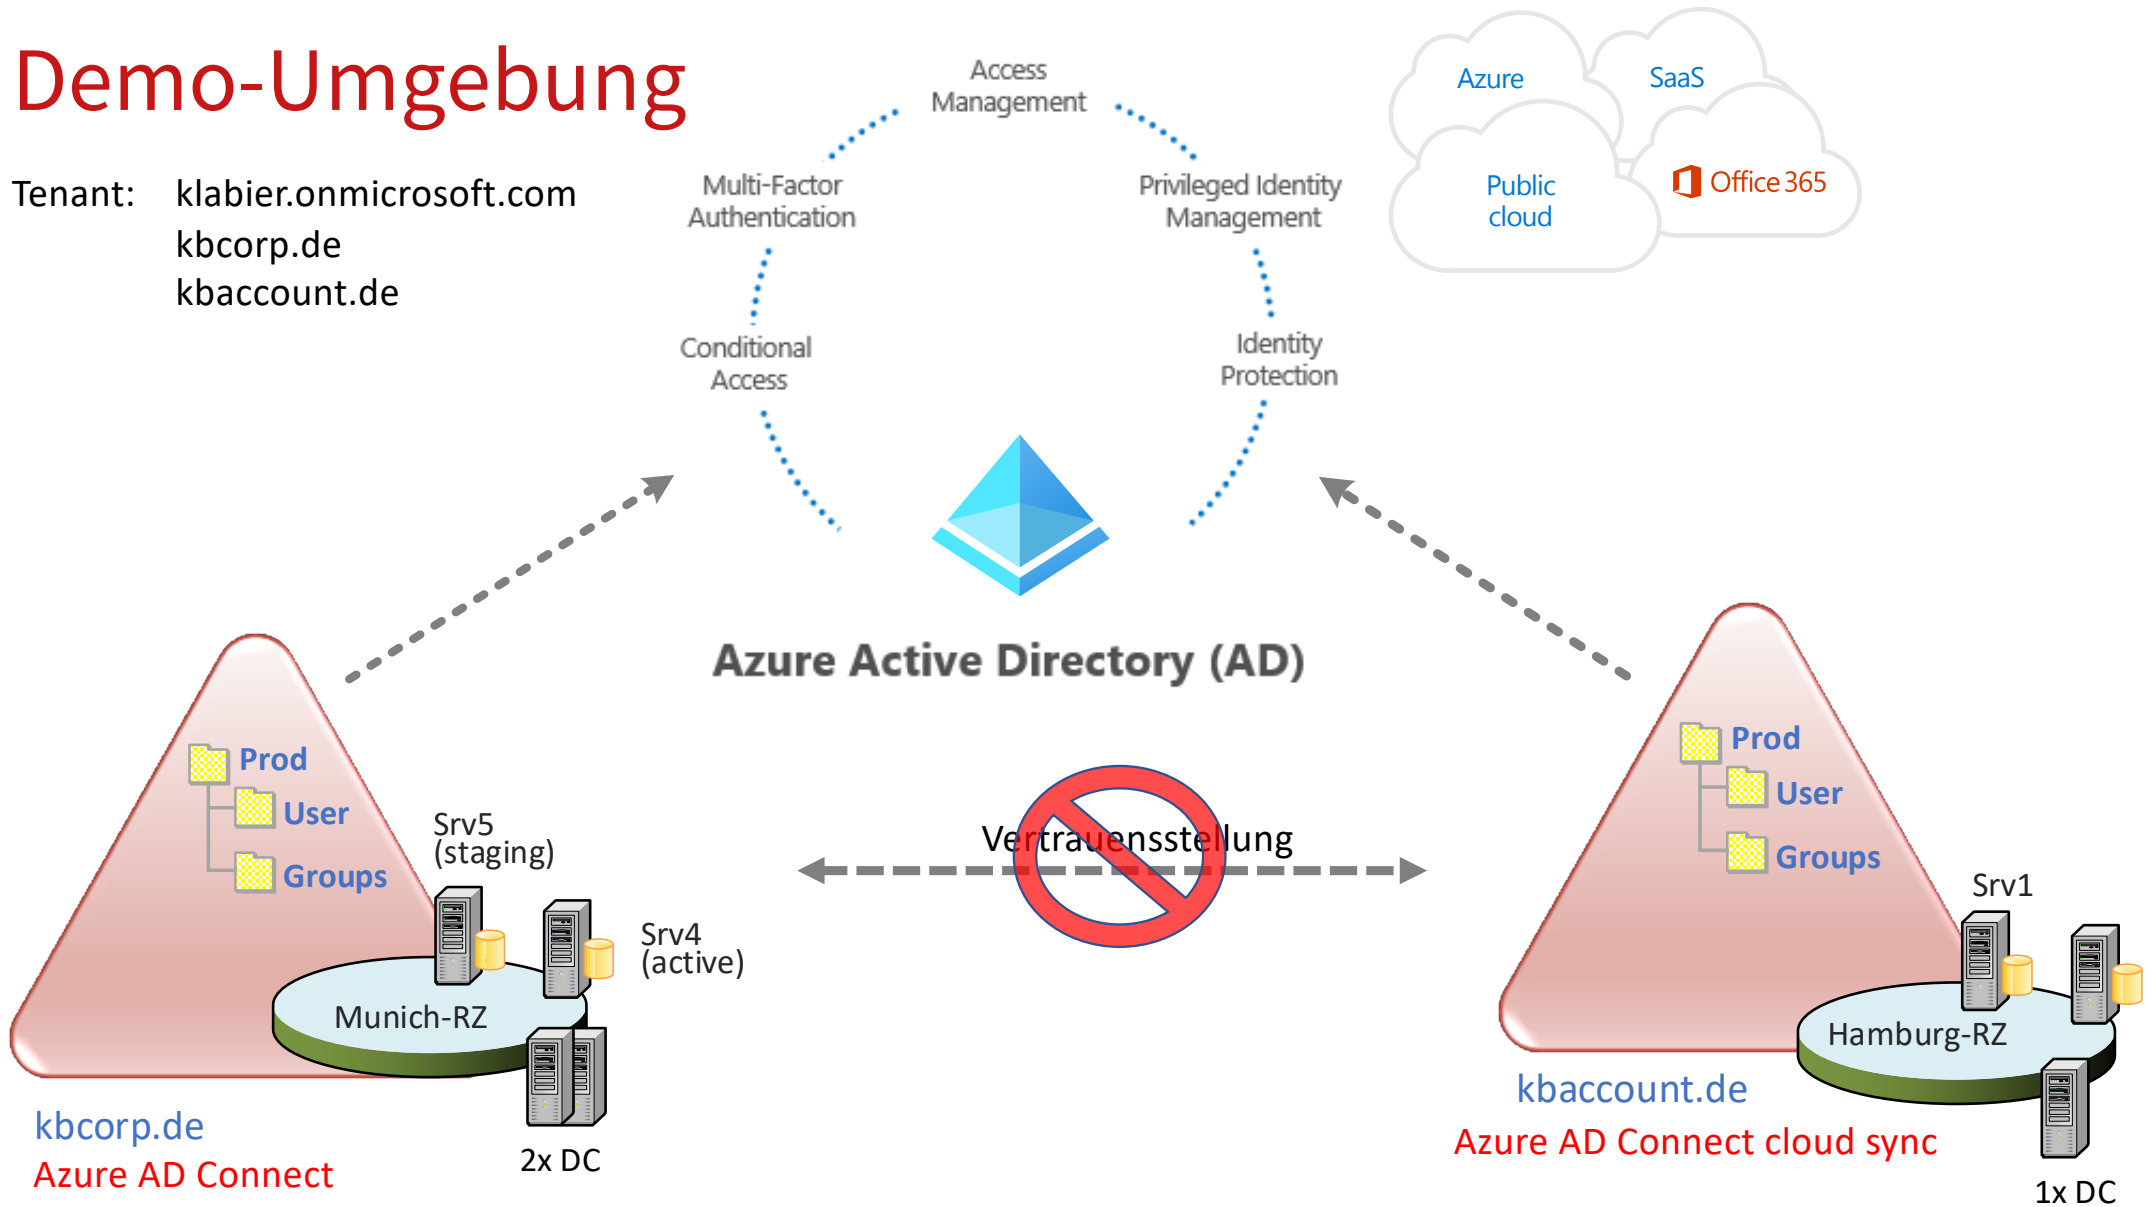 Demo-Umgebung
Tenant: klabier.onmicrosoft.com
kbcorp.de
kbaccount.de
Access
Management
Multi-Factor
Authentication
Privileged Identity
Management
Conditional
Access
Identity
Protection
Azure
SaaS
Public
cloud
Office 365
Azure Active Directory (AD)
Prod
User
Groups
Srv5
(staging)
Srv4
(active)
Munich-RZ
2x DC
kbcorp.de
Azure AD Connect
Vertrauensstellung
Prod
User
Groups
Srv1
Hamburg-RZ
kbaccount.de
Azure AD Connect cloud sync
1x DC